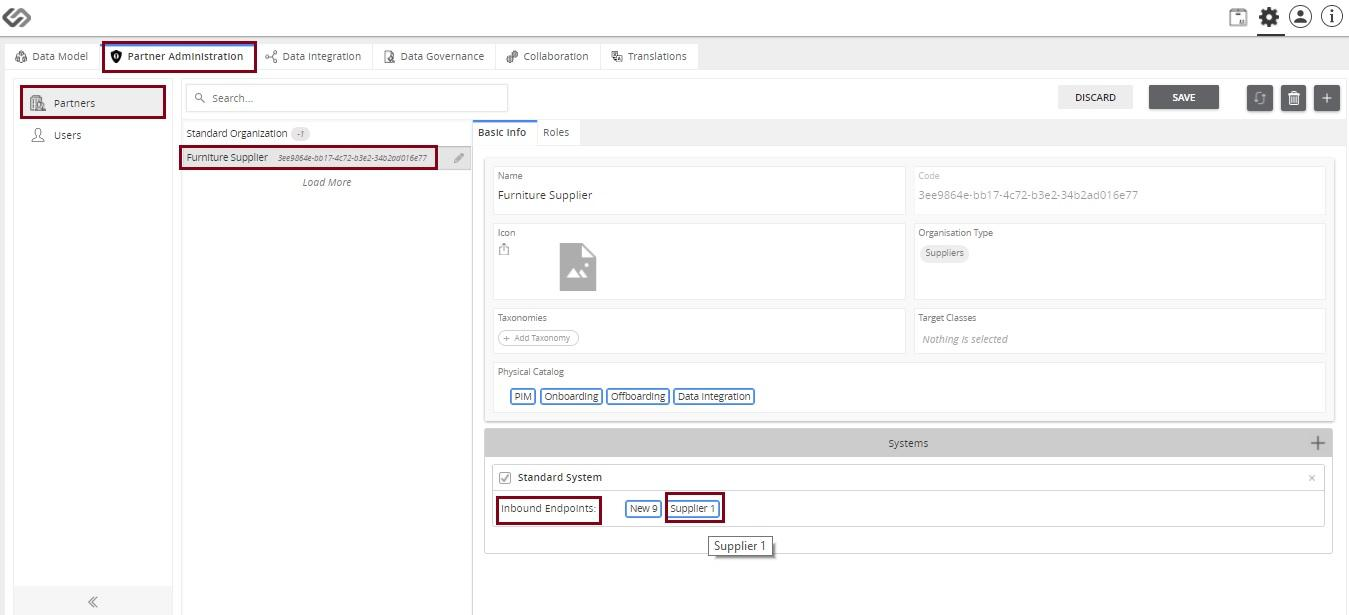 Data Model
Partner Administration
Data Integration
Data Governance
Collaboration
Translations
Partners
Users
Search...
DISCARD
SAVE
Standard Organization -1
Furniture Supplier 3ee9864e-bb17-4c72-b3e2-34b2ad016e77
Load More
Basic Info
Roles
Name
Furniture Supplier
Code
3ee9864e-bb17-4c72-b3e2-34b2ad016e77
Icon
Organisation Type
Suppliers
Taxonomies
+ Add Taxonomy
Target Classes
Nothing is selected
Physical Catalog
PIM Onboarding Offboarding Data Integration
Systems
Standard System
Inbound Endpoints: New 9 Supplier 1
Supplier 1